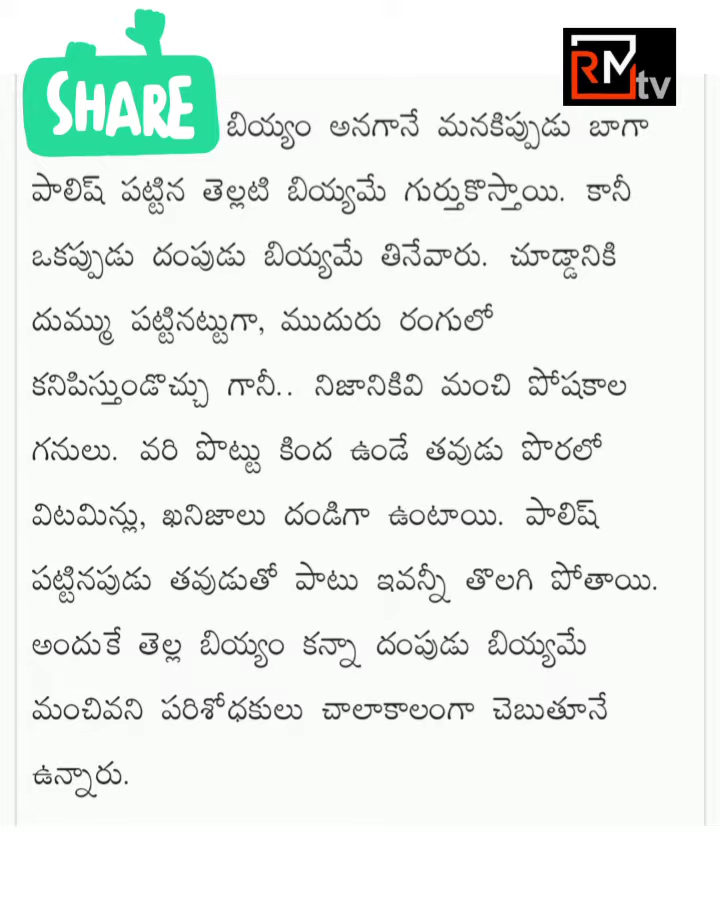 SHARE
RM tv
బియ్యం అనగానే మనకిప్పుడు బాగా
పాలిష్ పట్టిన తెల్లటి బియ్యమే గుర్తుకొస్తాయి. కానీ
ఒకప్పుడు దంపుడు బియ్యమే తినేవారు. చూడ్డానికి
దుమ్ము పట్టినట్టుగా, ముదురు రంగులో
కనిపిస్తుండొచ్చు గానీ.. నిజానికివి మంచి పోషకాల
గనులు. వరి పొట్టు కింద ఉండే తవుడు పొరలో
విటమిన్లు, ఖనిజాలు దండిగా ఉంటాయి. పాలిష్
పట్టినపుడు తవుడుతో పాటు ఇవన్నీ తొలగి పోతాయి.
అందుకే తెల్ల బియ్యం కన్నా దంపుడు బియ్యమే
మంచివని పరిశోధకులు చాలాకాలంగా చెబుతూనే
ఉన్నారు.